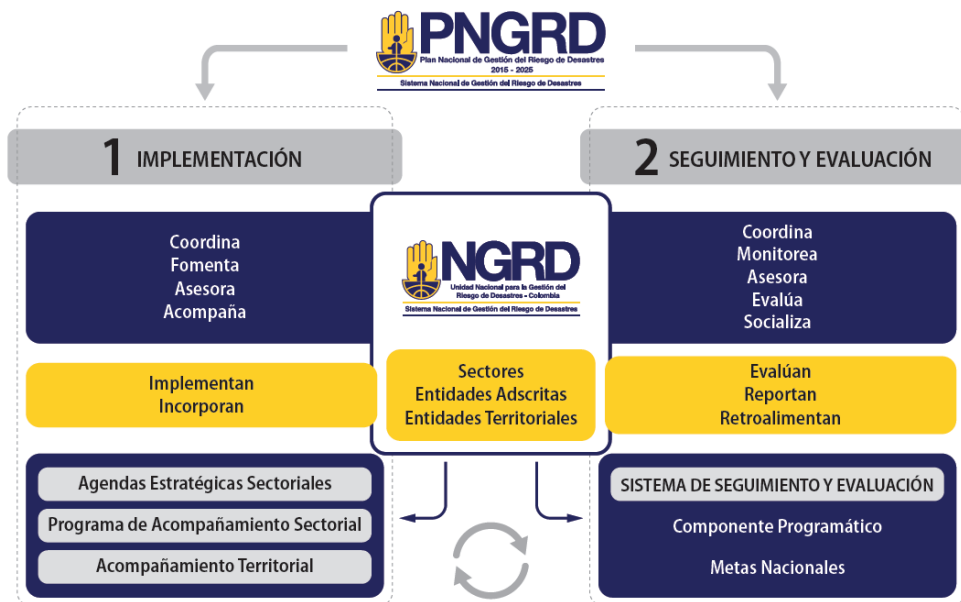 PNGRD
Plan Nacional de Gestión del Riesgo de Desastres
2015 - 2025
Sistema Nacional de Gestión del Riesgo de Desastres
1 IMPLEMENTACIÓN
Coordina
Fomenta
Asesora
Acompaña
Implementan
Incorporan
Agendas Estratégicas Sectoriales
Programa de Acompañamiento Sectorial
Acompañamiento Territorial
NGRD
Unidad Nacional para la Gestión del
Riesgo de Desastres - Colombia
Sistema Nacional de Gestión del Riesgo de Desastres
Sectores
Entidades Adscritas
Entidades Territoriales
2 SEGUIMIENTO Y EVALUACIÓN
Coordina
Monitorea
Asesora
Evalúa
Socializa
Evalúan
Reportan
Retroalimentan
SISTEMA DE SEGUIMIENTO Y EVALUACIÓN
Componente Programático
Metas Nacionales